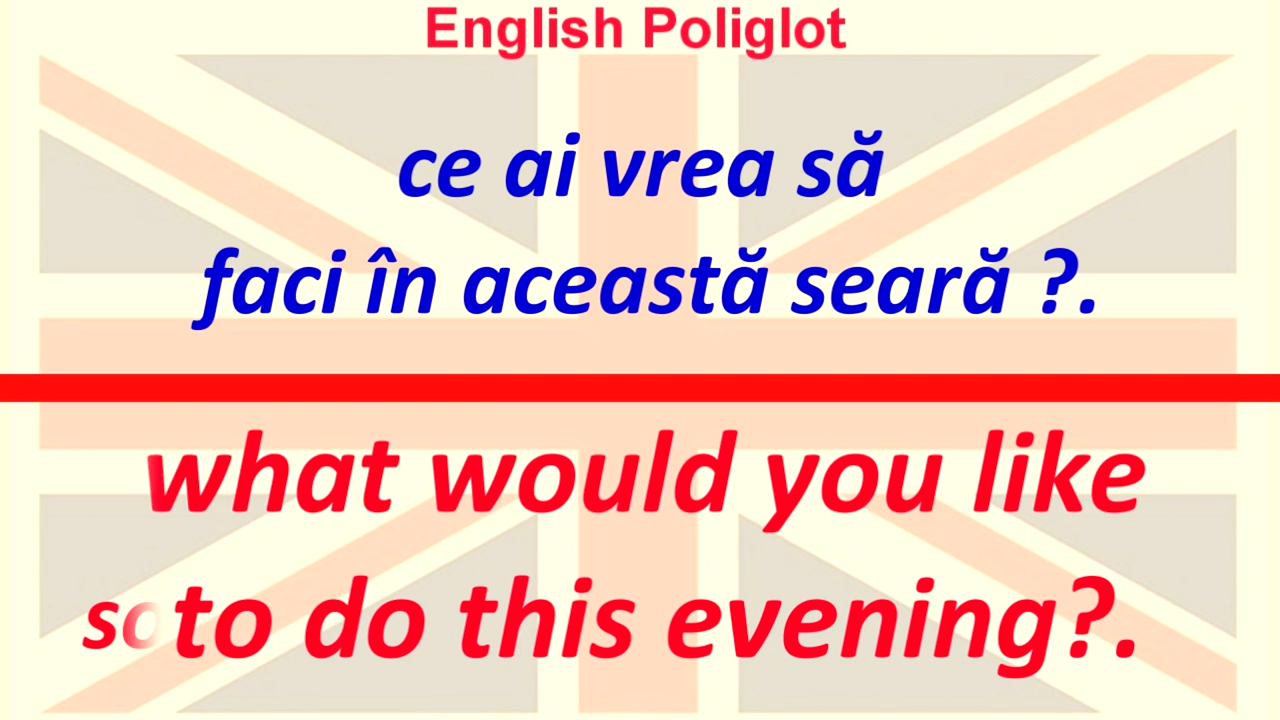 English Poliglot
ce ai vrea să
faci în această seară ?.
what would you like
to do this evening?.